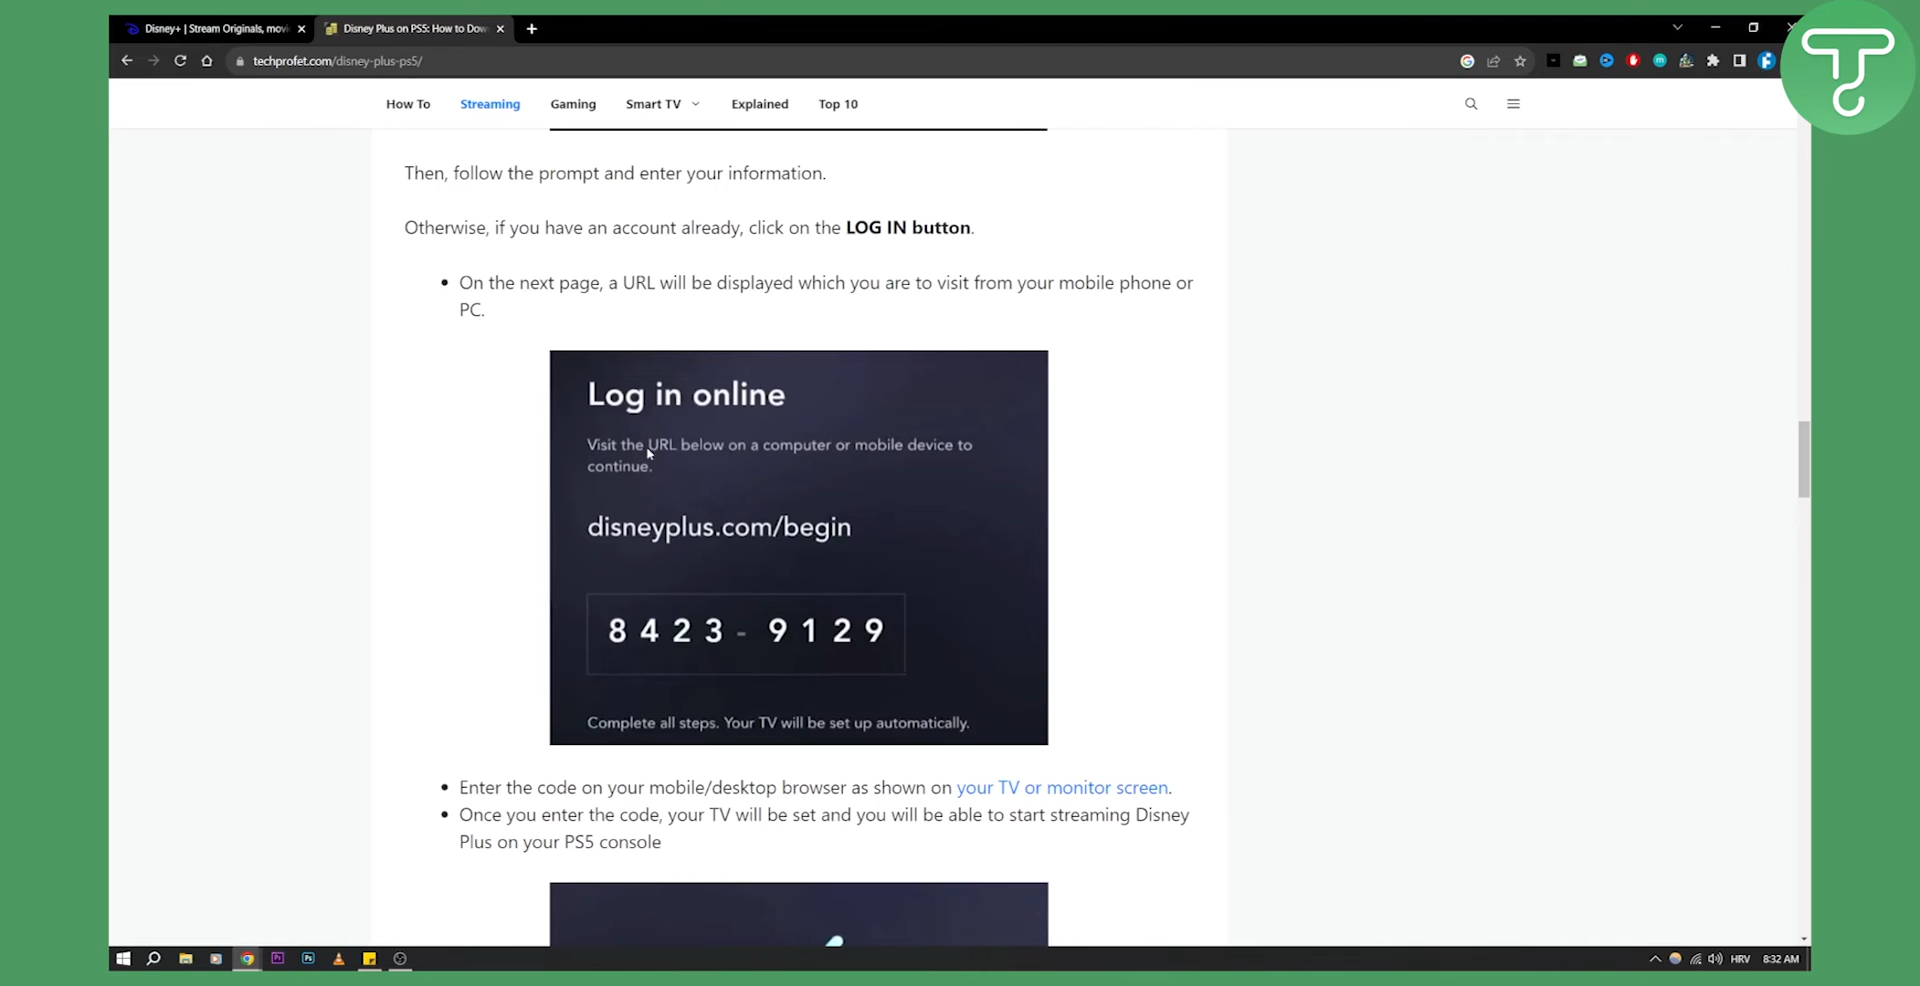 Disney+ | Stream Originals, movi
Disney Plus on PS5: How to Dow
techprofet.com/disney-plus-ps5/
How To Streaming Gaming Smart TV Explained Top 10
Then, follow the prompt and enter your information.
Otherwise, if you have an account already, click on the LOG IN button.
• On the next page, a URL will be displayed which you are to visit from your mobile phone or
PC.
Log in online
Visit the URL below on a computer or mobile device to
continue.
disneyplus.com/begin
8423 - 9129
Complete all steps. Your TV will be set up automatically.
• Enter the code on your mobile/desktop browser as shown on your TV or monitor screen.
• Once you enter the code, your TV will be set and you will be able to start streaming Disney
Plus on your PS5 console
Pr Ps HRV 8:32 AM